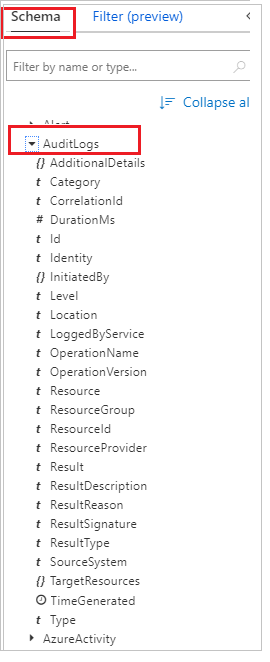 Schema Filter (preview)
Filter by name or type...
Collapse al
AuditLogs
{} AdditionalDetails
t Category
t CorrelationId
# DurationMs
t Id
t Identity
{} InitiatedBy
t Level
t Location
t LoggedByService
t OperationName
t OperationVersion
t Resource
t ResourceGroup
t ResourceId
t ResourceProvider
t Result
t ResultDescription
t ResultReason
t ResultSignature
t ResultType
t SourceSystem
{} TargetResources
TimeGenerated
t Type
AzureActivity